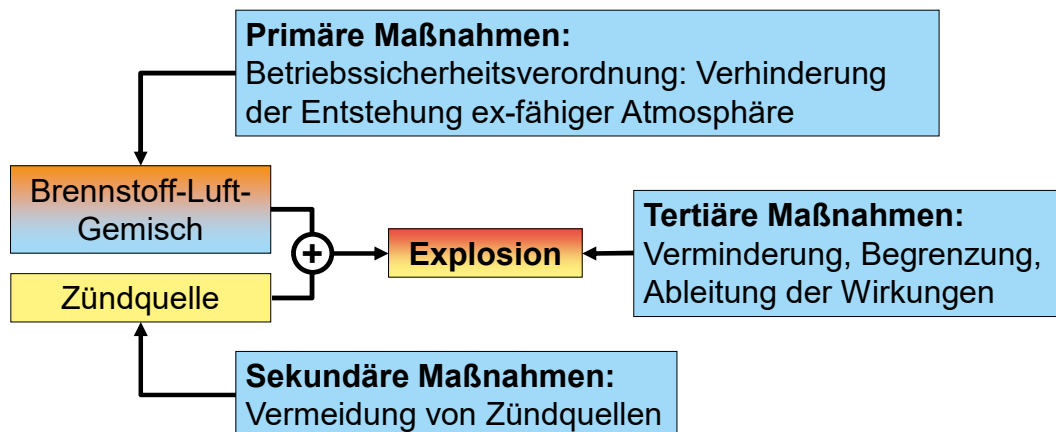 Primäre Maßnahmen:
Betriebssicherheitsverordnung: Verhinderung
der Entstehung ex-fähiger Atmosphäre
Brennstoff-Luft-
Gemisch
+
Explosion
Tertiäre Maßnahmen:
Verminderung, Begrenzung,
Ableitung der Wirkungen
Zündquelle
Sekundäre Maßnahmen:
Vermeidung von Zündquellen